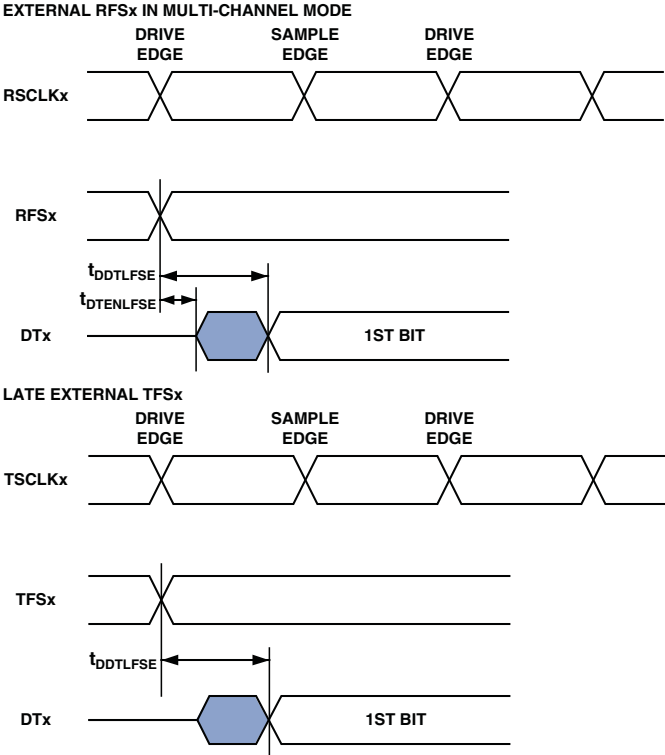 EXTERNAL RFSx IN MULTI-CHANNEL MODE
DRIVE EDGE
SAMPLE EDGE
DRIVE EDGE
RSCLKx
RFSx
tDDTLFSE
tDTENLFSE
DTx
1ST BIT
LATE EXTERNAL TFSx
DRIVE EDGE
SAMPLE EDGE
DRIVE EDGE
TSCLKx
TFSx
tDDTLFSE
DTx
1ST BIT